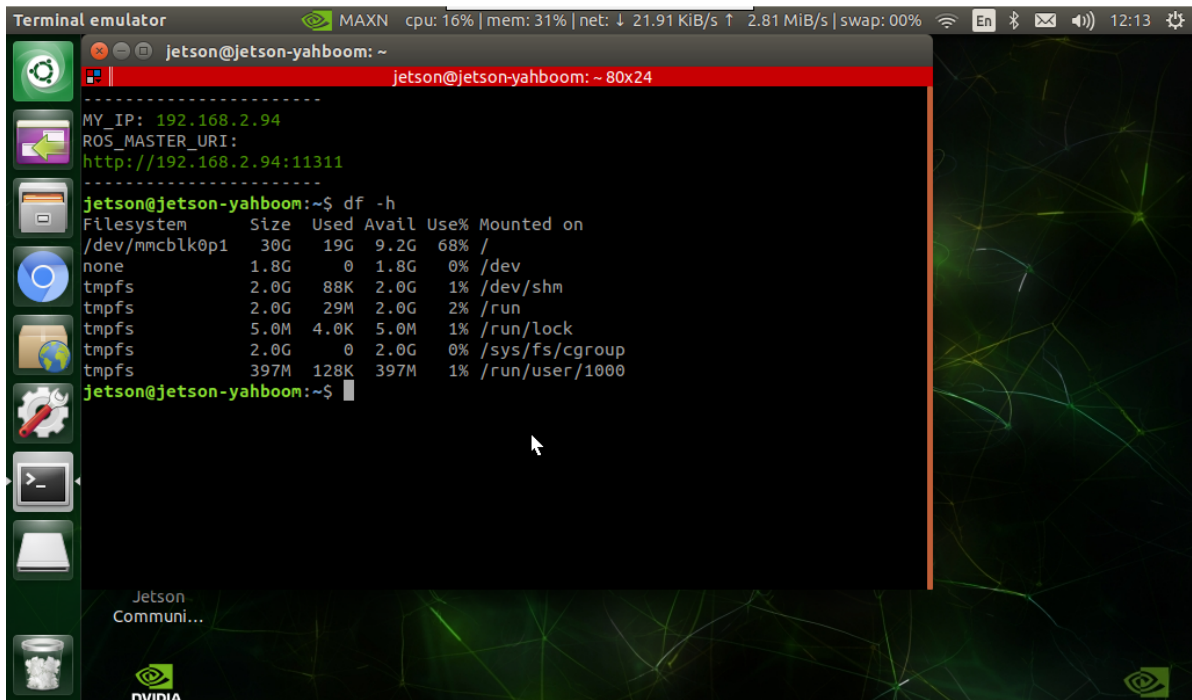 Terminal emulator MAXN cpu: 16% | mem: 31% | net: ↓ 21.91 KiB/s ↑ 2.81 MiB/s | swap: 00% En 12:13
jetson@jetson-yahboom: ~
jetson@jetson-yahboom: ~ 80x24
-----------------------
MY_IP: 192.168.2.94
ROS_MASTER_URI:
http://192.168.2.94:11311
-----------------------
jetson@jetson-yahboom:~$ df -h
Filesystem Size Used Avail Use% Mounted on
/dev/mmcblk0p1 30G 19G 9.2G 68% /
none 1.8G 0 1.8G 0% /dev
tmpfs 2.0G 88K 2.0G 1% /dev/shm
tmpfs 2.0G 29M 2.0G 2% /run
tmpfs 5.0M 4.0K 5.0M 1% /run/lock
tmpfs 2.0G 0 2.0G 0% /sys/fs/cgroup
tmpfs 397M 128K 397M 1% /run/user/1000
jetson@jetson-yahboom:~$
>_
Jetson
Communi...
NVIDIA